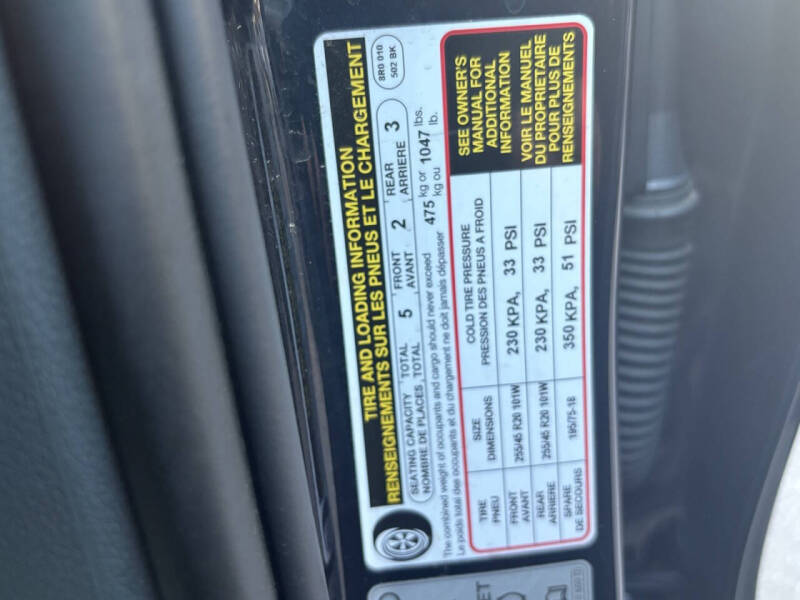 TIRE AND LOADING INFORMATION
RENSEIGNEMENTS SUR LES PNEUS ET LE CHARGEMENT
8R0 010
502 BK
SEATING CAPACITY TOTAL 5 FRONT 2 REAR 3
NOMBRE DE PLACES TOTAL AVANT ARRIERE
The combined weight of occupants and cargo should never exceed 475 kg or 1047 lbs.
Le poids total des occupants et du chargement ne doit jamais dépasser kg ou lb.
TIRE SIZE COLD TIRE PRESSURE
PNEU DIMENSIONS PRESSION DES PNEUS A FROID
FRONT
AVANT 255/45 R20 101W 230 KPA, 33 PSI
REAR
ARRIERE 255/45 R20 101W 230 KPA, 33 PSI
SPARE
DE SECOURS 195/75-18 350 KPA, 51 PSI
SEE OWNER'S
MANUAL FOR
ADDITIONAL
INFORMATION
VOIR LE MANUEL
DU PROPRIETAIRE
POUR PLUS DE
RENSEIGNEMENTS